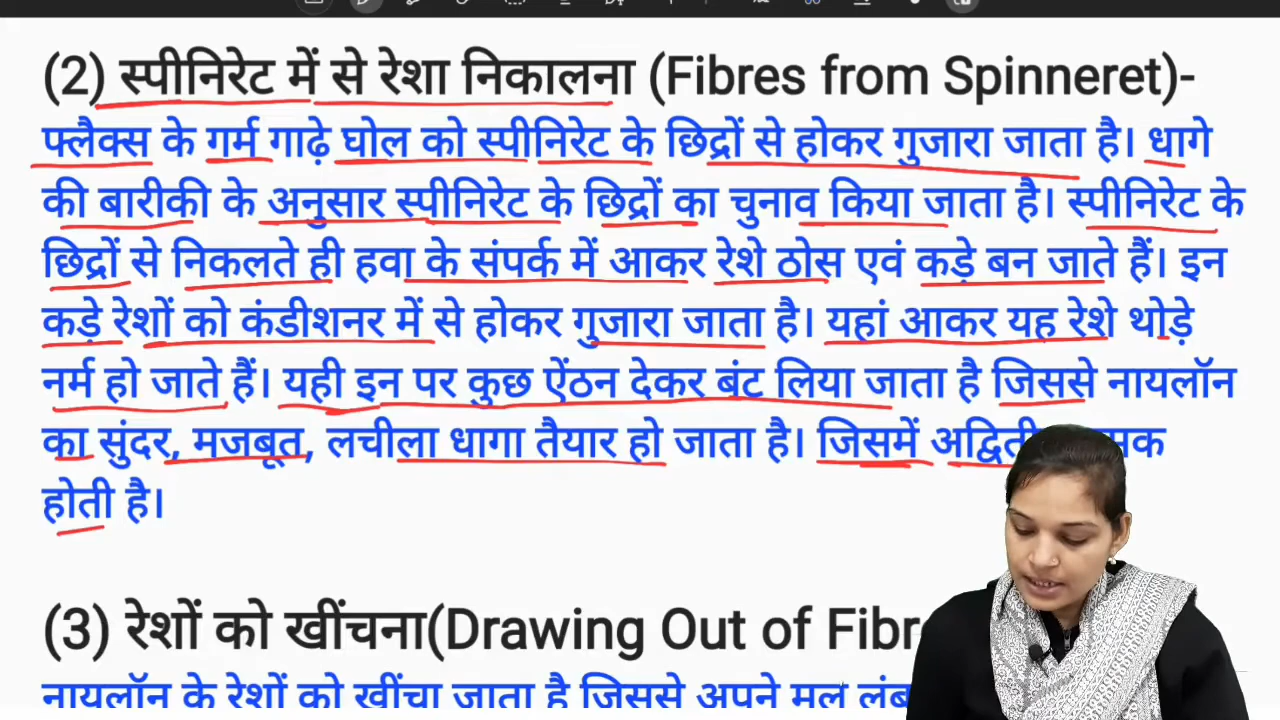 (2) स्पीनिरेट में से रेशा निकालना (Fibres from Spinneret)-
फ्लैक्स के गर्म गाढ़े घोल को स्पीनिरेट के छिद्रों से होकर गुजारा जाता है। धागे
की बारीकी के अनुसार स्पीनिरेट के छिद्रों का चुनाव किया जाता है। स्पीनिरेट के
छिद्रों से निकलते ही हवा के संपर्क में आकर रेशे ठोस एवं कड़े बन जाते हैं। इन
कड़े रेशों को कंडीशनर में से होकर गुजारा जाता है। यहां आकर यह रेशे थोड़े
नर्म हो जाते हैं। यही इन पर कुछ ऐंठन देकर बंट लिया जाता है जिससे नायलॉन
का सुंदर, मजबूत, लचीला धागा तैयार हो जाता है। जिसमें
होती है।
(3) रेशों को खींचना(Drawing Out of
नायलॉन के रेशों को खींचा जाता है जिससे अपने